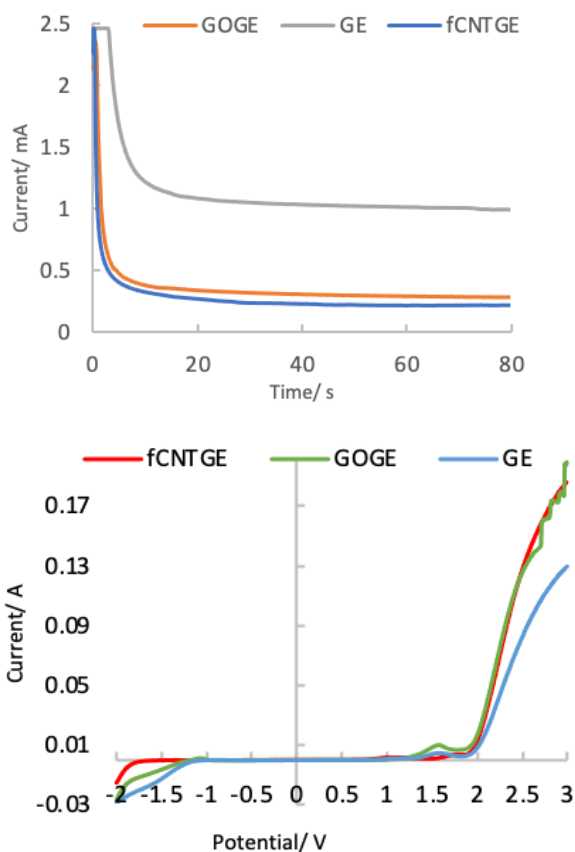 GOGE GE fCNTGE
2.5
2
1.5
1
0.5
0
Current/ mA
0 20 40 60 80
Time/ s
fCNTGE GOGE GE
0.17
0.13
0.09
0.05
0.01
-0.03
Current/ A
-2 -1.5 -1 -0.5 0 0.5 1 1.5 2 2.5 3
Potential/ V